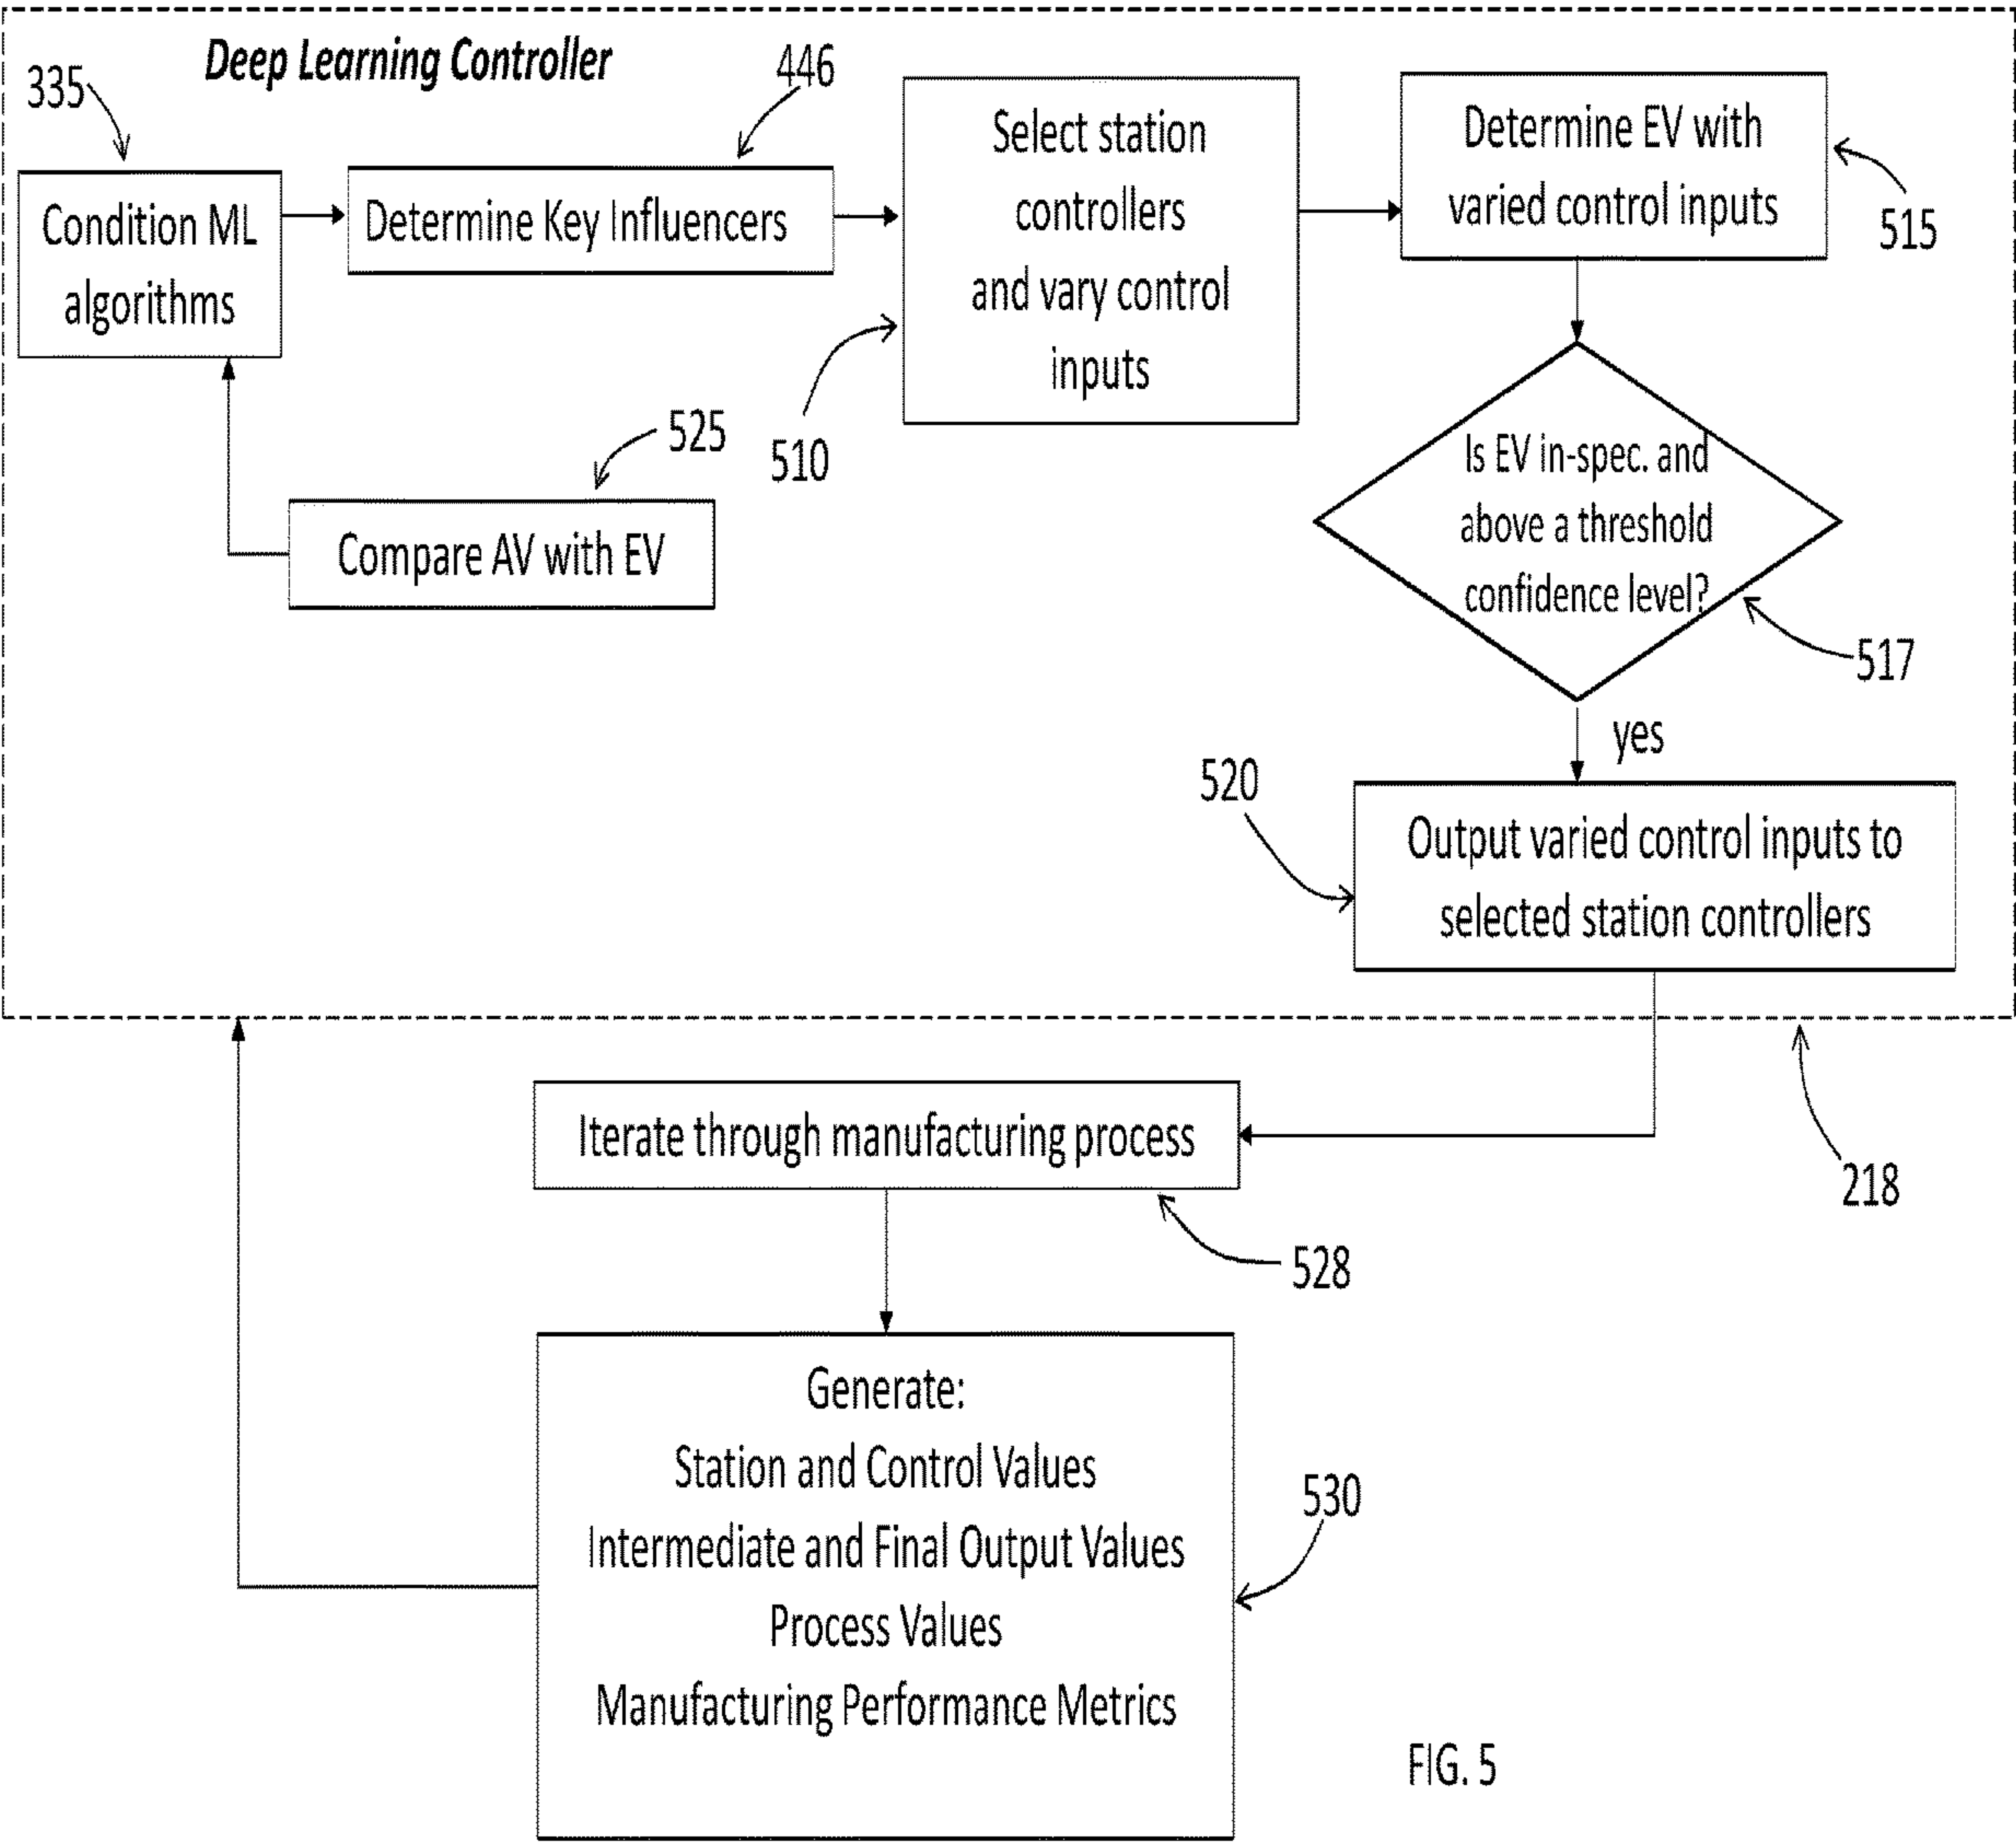 Deep Learning Controller
335
446
Condition ML
algorithms
Determine Key Influencers
Select station
controllers
and vary control
inputs
510
Determine EV with
varied control inputs
515
525
Compare AV with EV
Is EV in-spec. and
above a threshold
confidence level?
517
yes
520
Output varied control inputs to
selected station controllers
218
Iterate through manufacturing process
528
Generate:
Station and Control Values
Intermediate and Final Output Values
Process Values
Manufacturing Performance Metrics
530
FIG. 5